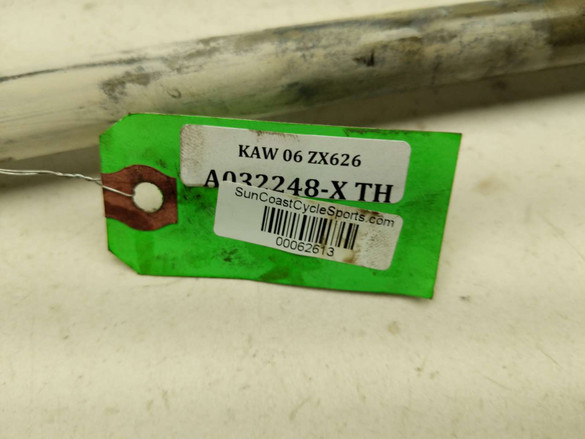 KAW 06 ZX626
A032248-X TH
SunCoastCycleSports.com
00062613